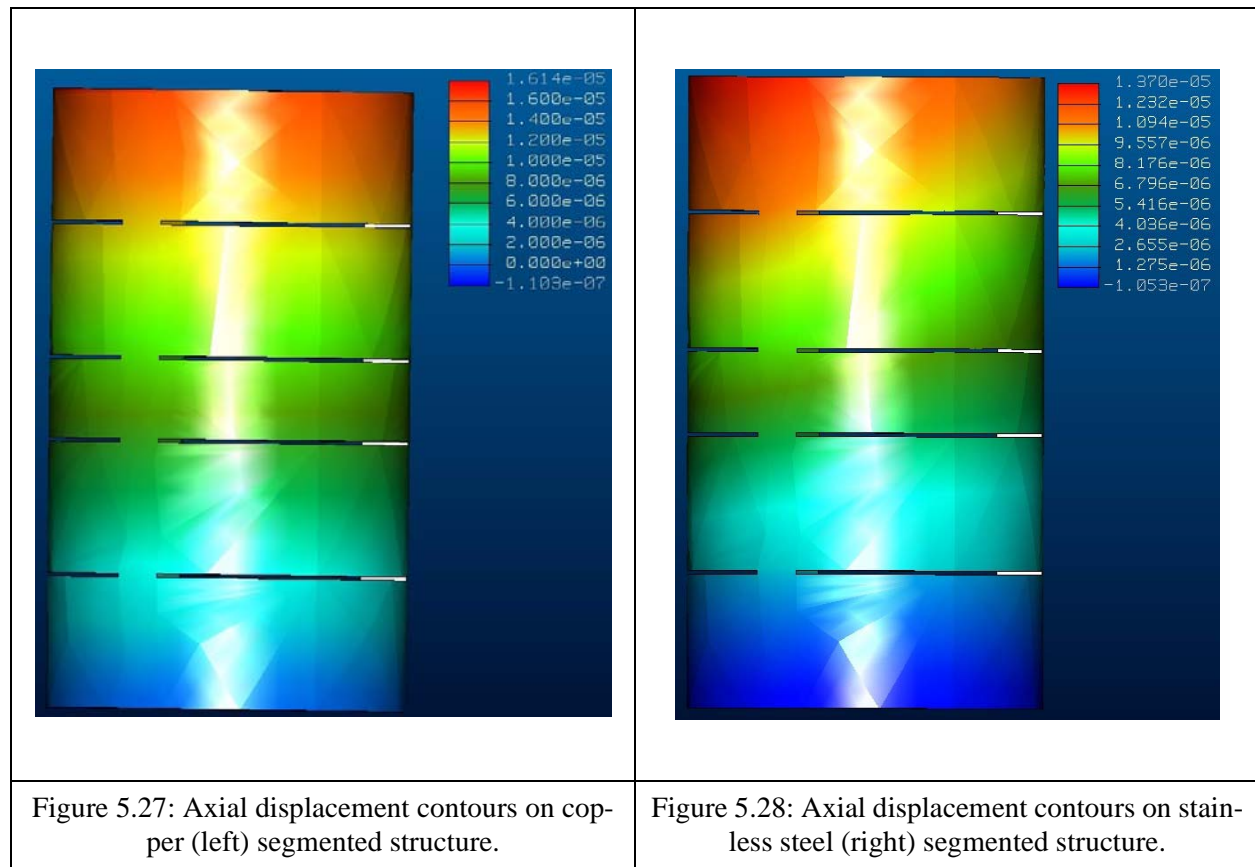 1.614e-05
1.600e-05
1.400e-05
1.200e-05
1.000e-05
8.000e-06
6.000e-06
4.000e-06
2.000e-06
0.000e+00
-1.103e-07
1.370e-05
1.232e-05
1.094e-05
9.557e-06
8.176e-06
6.796e-06
5.416e-06
4.036e-06
2.655e-06
1.275e-06
-1.053e-07
Figure 5.27: Axial displacement contours on cop-
per (left) segmented structure.
Figure 5.28: Axial displacement contours on stain-
less steel (right) segmented structure.